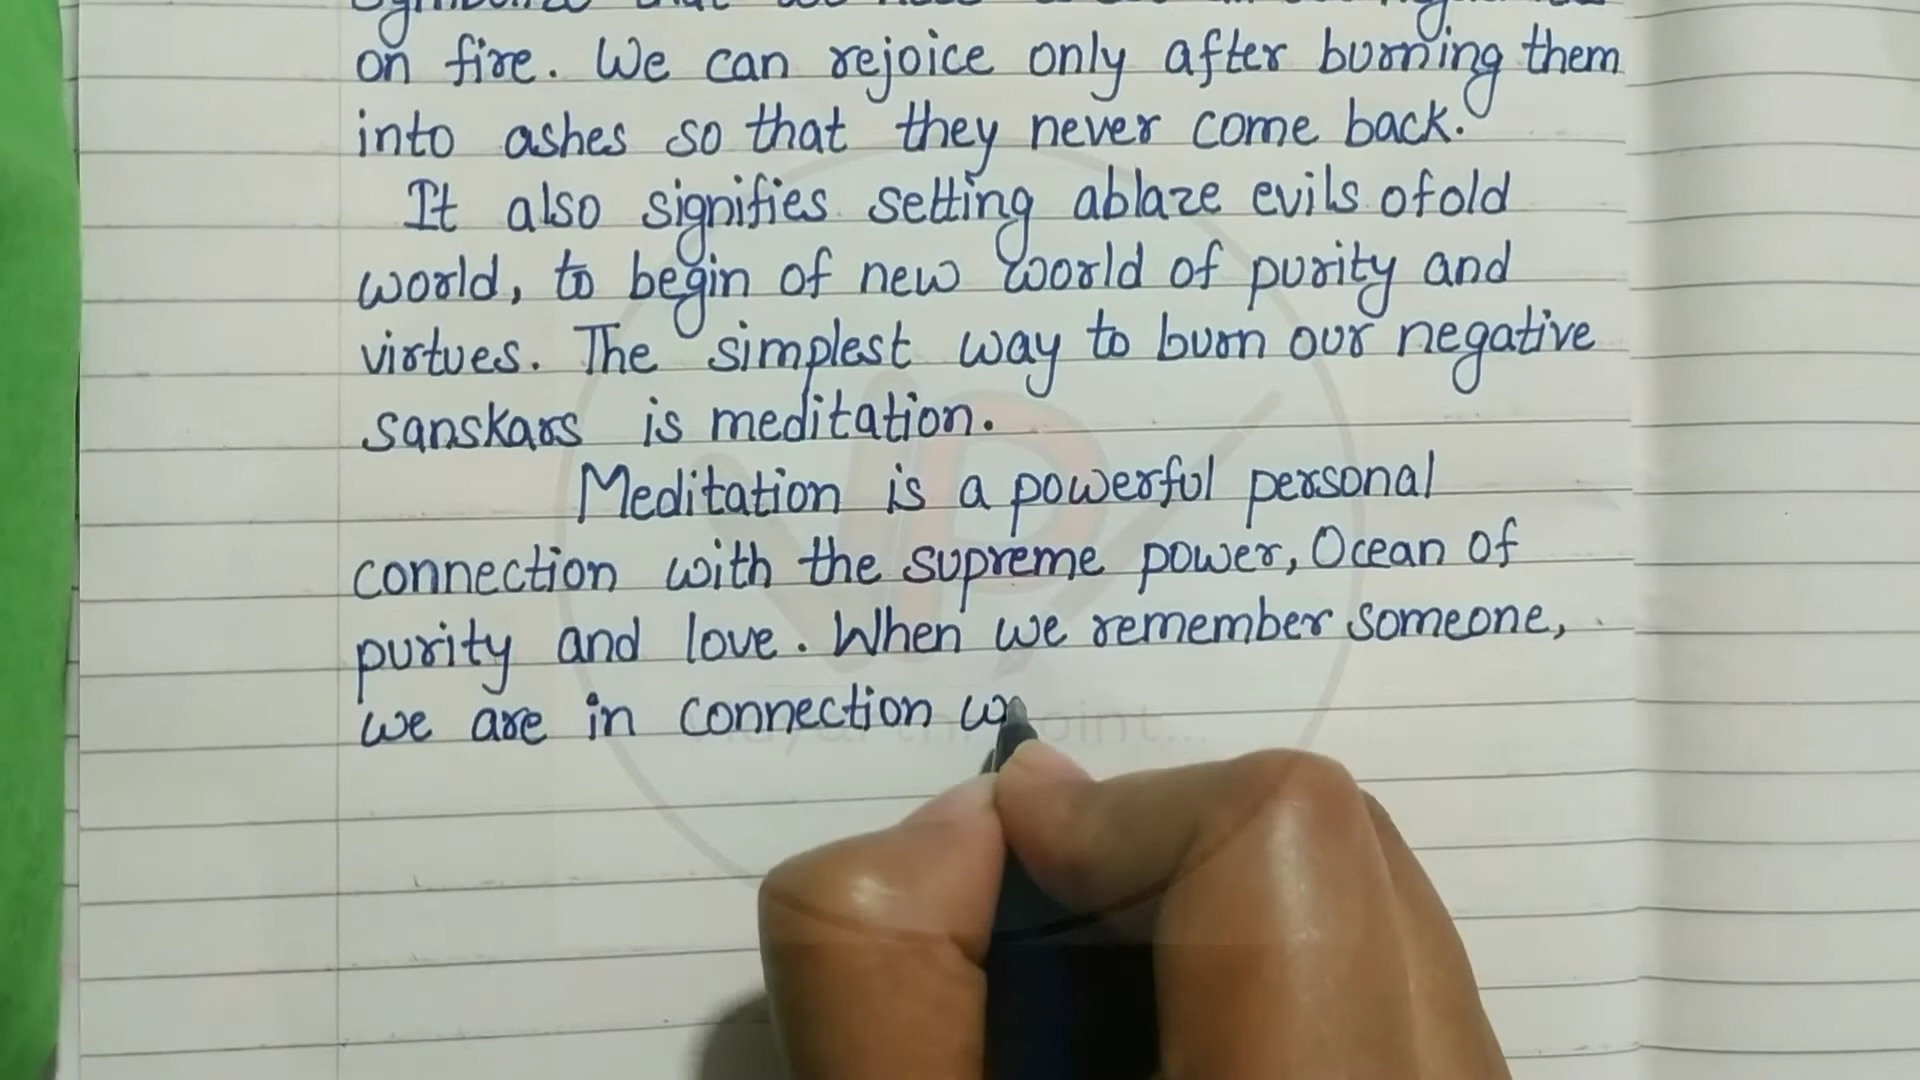 on fire. We can rejoice only after burning them
into ashes so that they never come back.
It also signifies setting ablaze evils of old
world, to begin of new world of purity and
virtues. The simplest way to burn our negative
sanskars is meditation.
Meditation is a powerful personal
connection with the supreme power, Ocean of
purity and love. When we remember someone,
we are in connection w